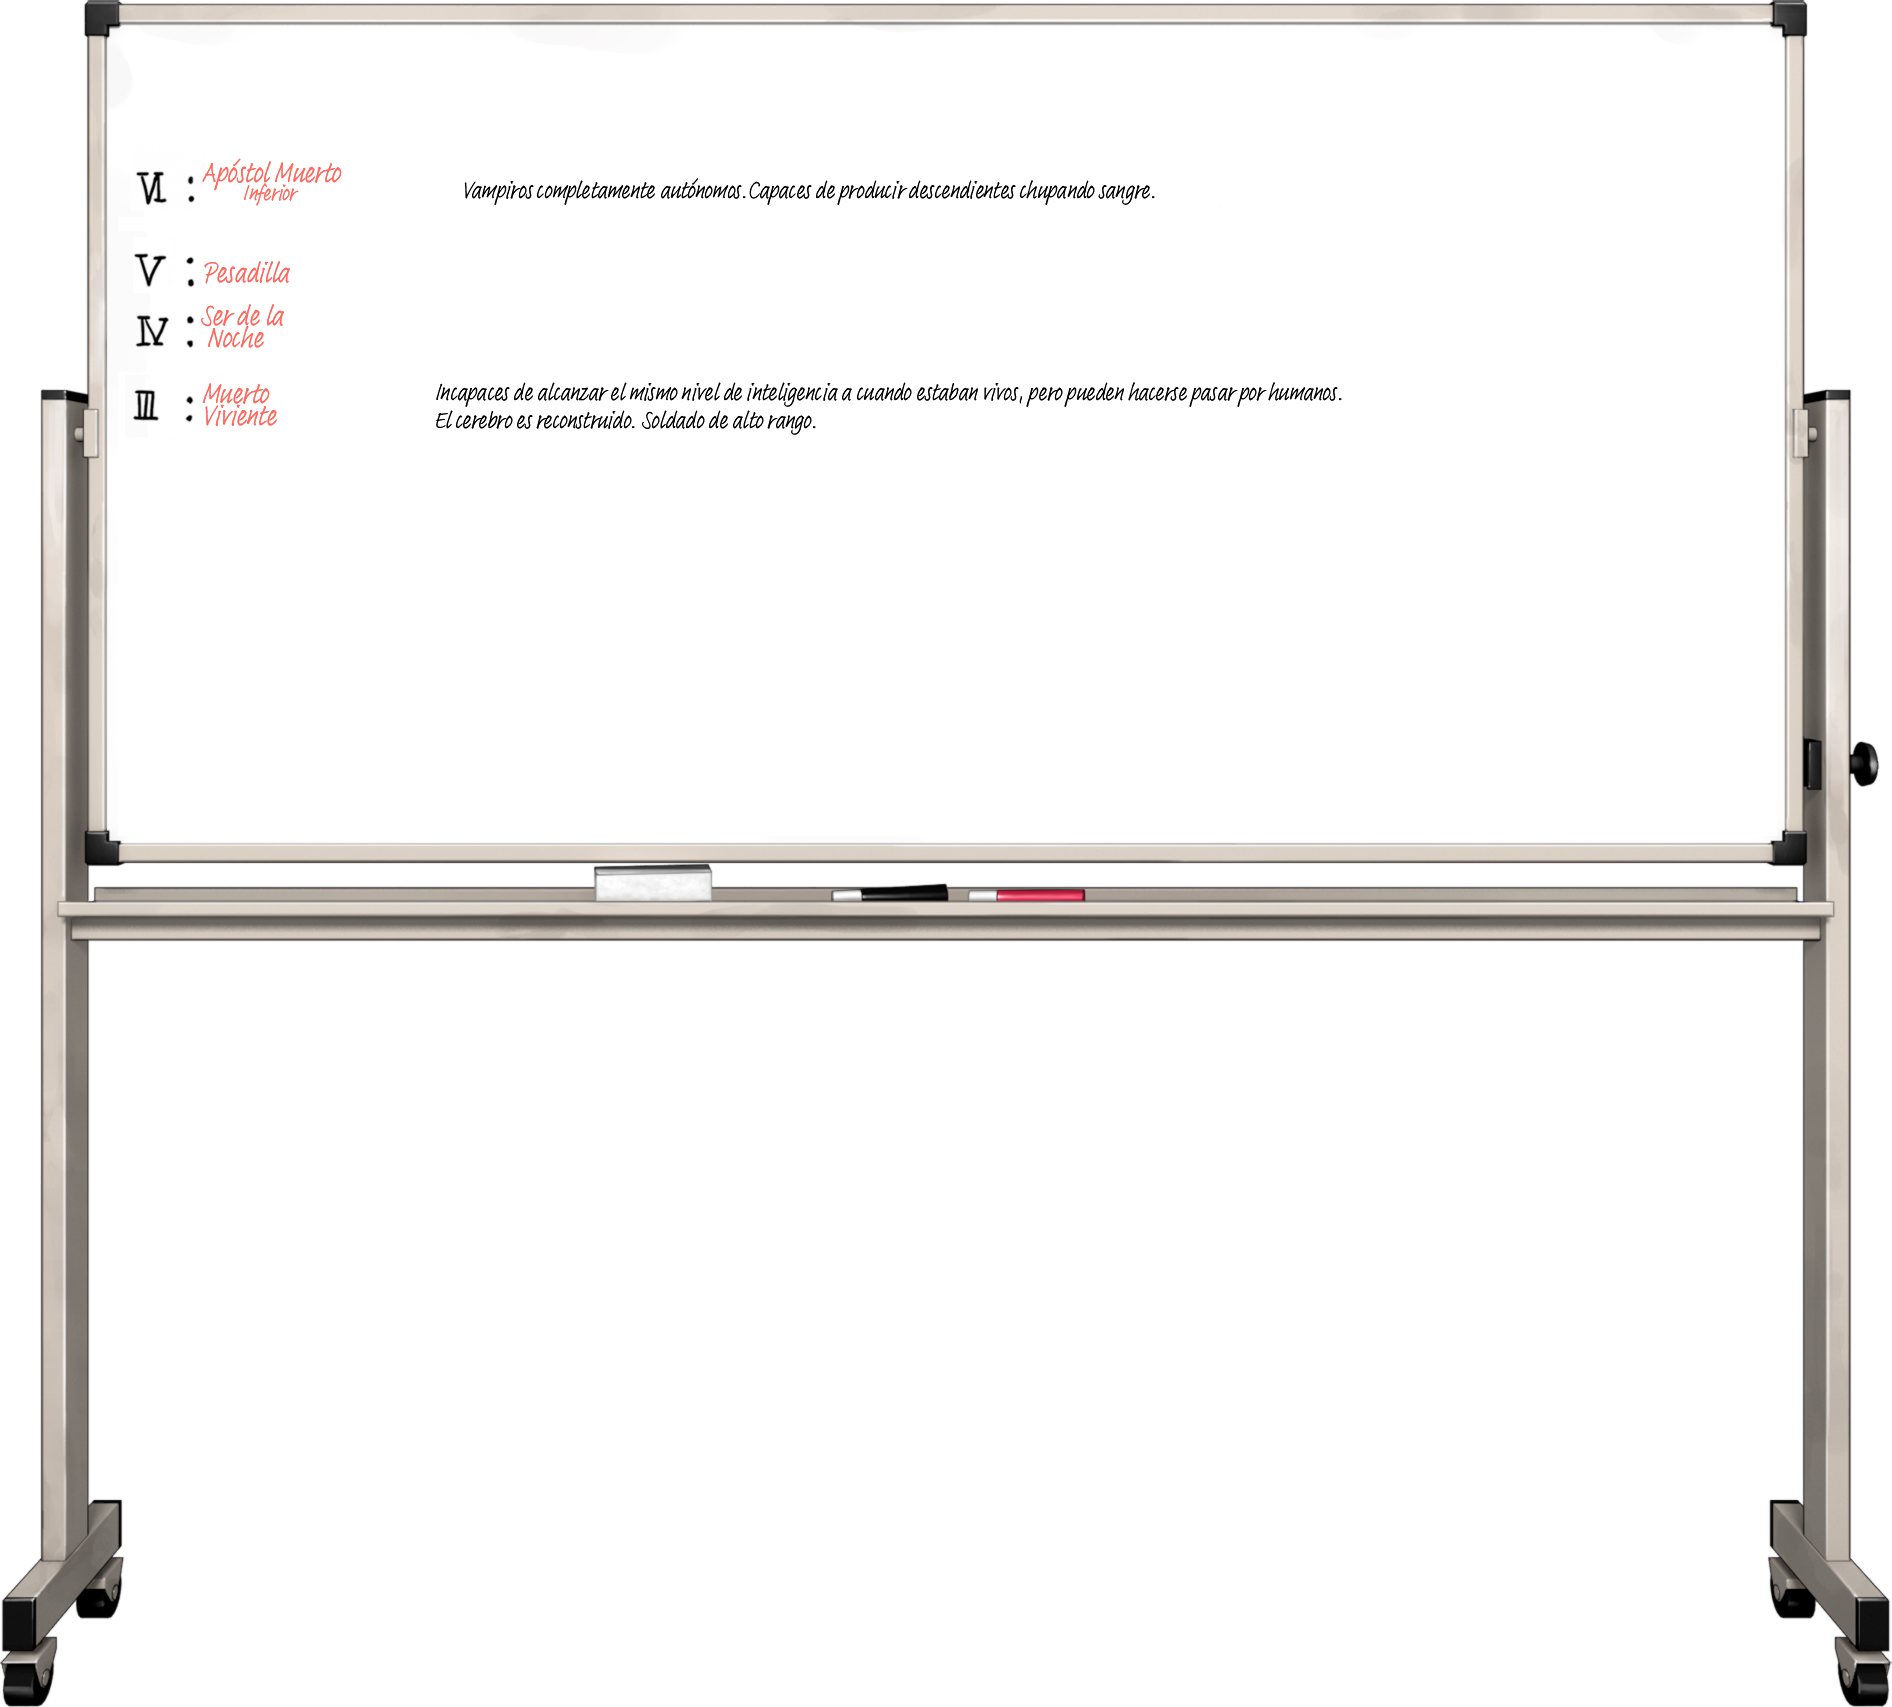 VI : Apóstol Muerto
Inferior
Vampiros completamente autónomos. Capaces de producir descendientes chupando sangre.
V : Pesadilla
IV : Ser de la
Noche
III : Muerto
Viviente
Incapaces de alcanzar el mismo nivel de inteligencia a cuando estaban vivos, pero pueden hacerse pasar por humanos.
El cerebro es reconstruido. Soldado de alto rango.